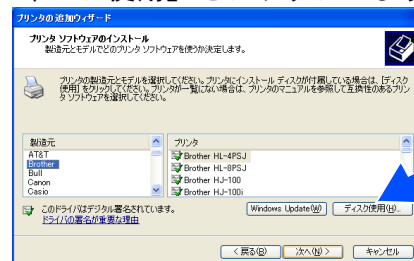 プリンタの追加ウィザード
プリンタ ソフトウェアのインストール
製造元とモデルでどのプリンタ ソフトウェアを使うか決定します。
プリンタの製造元とモデルを選択してください。プリンタにインストール ディスクが付属している場合は、[ディスク
使用] をクリックしてください。プリンタが一覧にない場合は、プリンタのマニュアルを参照して互換性のあるプリン
タ ソフトウェアを選択してください。
製造元
AT&T
Brother
Bull
Canon
Casio
プリンタ
Brother HL-4PSJ
Brother HL-8PSJ
Brother HJ-100
Brother HJ-100i
このドライバはデジタル署名されています。
ドライバの署名が重要な理由
Windows Update(W)
ディスク使用(H)...
< 戻る(B)
次へ(N) >
キャンセル